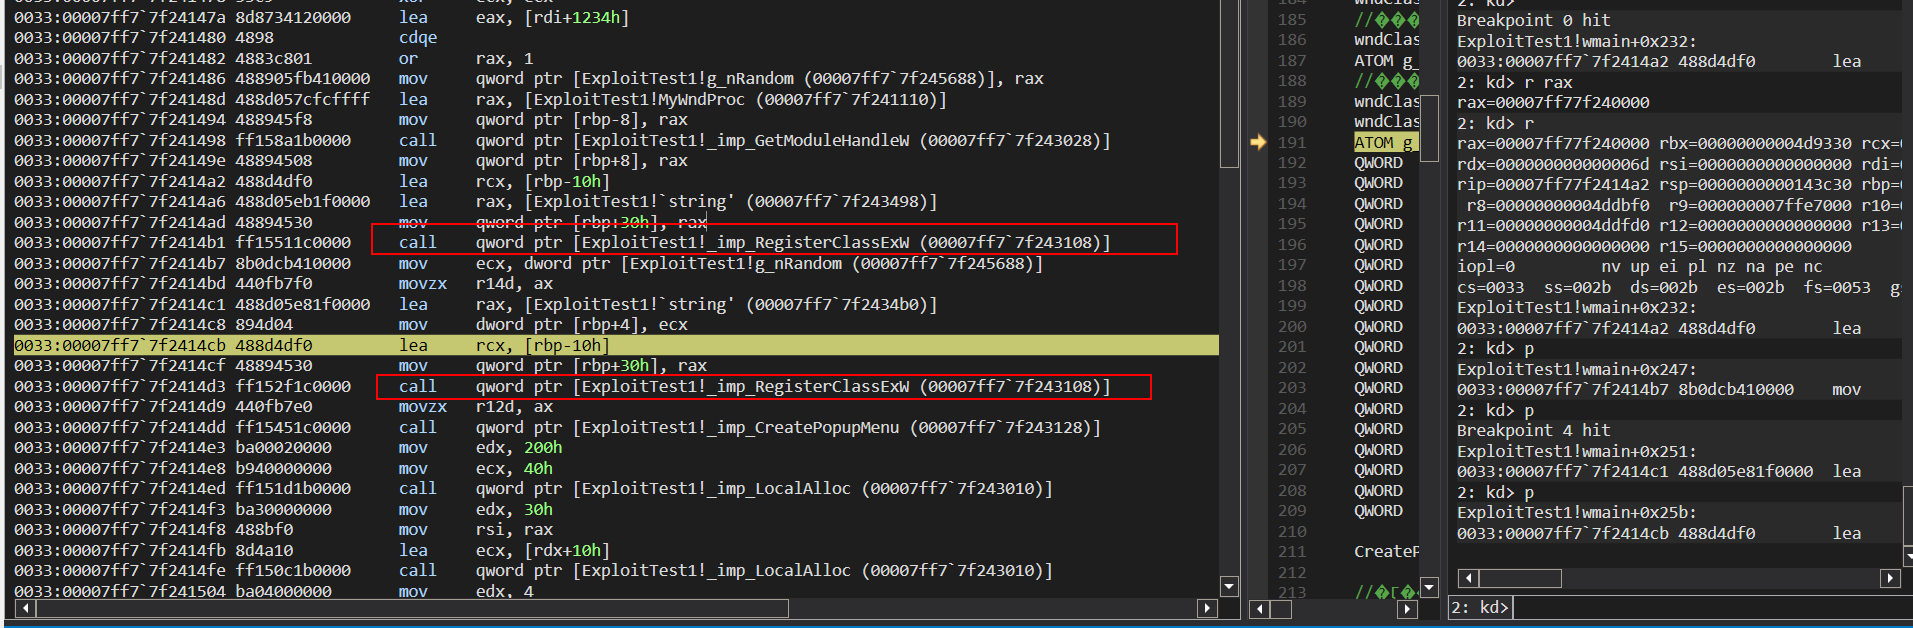 0033:00007ff7`7f24147a 8d8734120000 lea eax, [rdi+1234h]
0033:00007ff7`7f241480 4898 cdqe
0033:00007ff7`7f241482 4883c801 or rax, 1
0033:00007ff7`7f241486 488905fb410000 mov qword ptr [ExploitTest1!g_nRandom (00007ff7`7f245688)], rax
0033:00007ff7`7f24148d 488d057cfcffff lea rax, [ExploitTest1!MyWndProc (00007ff7`7f241110)]
0033:00007ff7`7f241494 488945f8 mov qword ptr [rbp-8], rax
0033:00007ff7`7f241498 ff158a1b0000 call qword ptr [ExploitTest1!_imp_GetModuleHandleW (00007ff7`7f243028)]
0033:00007ff7`7f24149e 48894508 mov qword ptr [rbp+8], rax
0033:00007ff7`7f2414a2 488d4df0 lea rcx, [rbp-10h]
0033:00007ff7`7f2414a6 488d05eb1f0000 lea rax, [ExploitTest1!`string' (00007ff7`7f243498)]
0033:00007ff7`7f2414ad 48894530 mov qword ptr [rbp+30h], rax
0033:00007ff7`7f2414b1 ff15511c0000 call qword ptr [ExploitTest1!_imp_RegisterClassExW (00007ff7`7f243108)]
0033:00007ff7`7f2414b7 8b0dcb410000 mov ecx, dword ptr [ExploitTest1!g_nRandom (00007ff7`7f245688)]
0033:00007ff7`7f2414bd 440fb7f0 movzx r14d, ax
0033:00007ff7`7f2414c1 488d05e81f0000 lea rax, [ExploitTest1!`string' (00007ff7`7f2434b0)]
0033:00007ff7`7f2414c8 894d04 mov dword ptr [rbp+4], ecx
0033:00007ff7`7f2414cb 488d4df0 lea rcx, [rbp-10h]
0033:00007ff7`7f2414cf 48894530 mov qword ptr [rbp+30h], rax
0033:00007ff7`7f2414d3 ff152f1c0000 call qword ptr [ExploitTest1!_imp_RegisterClassExW (00007ff7`7f243108)]
0033:00007ff7`7f2414d9 440fb7e0 movzx r12d, ax
0033:00007ff7`7f2414dd ff15451c0000 call qword ptr [ExploitTest1!_imp_CreatePopupMenu (00007ff7`7f243128)]
0033:00007ff7`7f2414e3 ba00020000 mov edx, 200h
0033:00007ff7`7f2414e8 b940000000 mov ecx, 40h
0033:00007ff7`7f2414ed ff151d1b0000 call qword ptr [ExploitTest1!_imp_LocalAlloc (00007ff7`7f243010)]
0033:00007ff7`7f2414f3 ba30000000 mov edx, 30h
0033:00007ff7`7f2414f8 488bf0 mov rsi, rax
0033:00007ff7`7f2414fb 8d4a10 lea ecx, [rdx+10h]
0033:00007ff7`7f2414fe ff150c1b0000 call qword ptr [ExploitTest1!_imp_LocalAlloc (00007ff7`7f243010)]
0033:00007ff7`7f241504 ba04000000 mov edx, 4
185 //���
186 wndClas
187 ATOM g_
188 //���
189 wndClas
190 wndClas
191 ATOM g
192 QWORD
193 QWORD
194 QWORD
195 QWORD
196 QWORD
197 QWORD
198 QWORD
199 QWORD
200 QWORD
201 QWORD
202 QWORD
203 QWORD
204 QWORD
205 QWORD
206 QWORD
207 QWORD
208 QWORD
209 QWORD
210
211 CreateP
212
213
2: kd>
Breakpoint 0 hit
ExploitTest1!wmain+0x232:
0033:00007ff7`7f2414a2 488d4df0 lea
2: kd> r rax
rax=00007ff77f240000
2: kd> r
rax=00007ff77f240000 rbx=00000000004d9330 rcx=
rdx=000000000000006d rsi=0000000000000000 rdi=
rip=00007ff77f2414a2 rsp=0000000000143c30 rbp=
r8=00000000004ddbf0 r9=000000007ffe7000 r10=
r11=00000000004ddfd0 r12=0000000000000000 r13=
r14=0000000000000000 r15=0000000000000000
iopl=0 nv up ei pl nz na pe nc
cs=0033 ss=002b ds=002b es=002b fs=0053 g
ExploitTest1!wmain+0x232:
0033:00007ff7`7f2414a2 488d4df0 lea
2: kd> p
ExploitTest1!wmain+0x247:
0033:00007ff7`7f2414b7 8b0dcb410000 mov
2: kd> p
Breakpoint 4 hit
ExploitTest1!wmain+0x251:
0033:00007ff7`7f2414c1 488d05e81f0000 lea
2: kd> p
ExploitTest1!wmain+0x25b:
0033:00007ff7`7f2414cb 488d4df0 lea
2: kd>